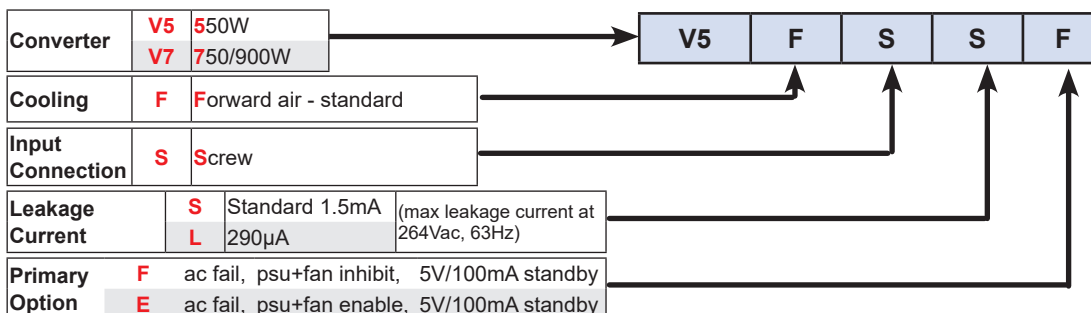 Converter V5 550W
V7 750/900W
V5 F S S F
Cooling F Forward air - standard
Input Connection S Screw
Leakage Current S Standard 1.5mA (max leakage current at
L 290µA 264Vac, 63Hz)
Primary Option F ac fail, psu+fan inhibit, 5V/100mA standby
E ac fail, psu+fan enable, 5V/100mA standby